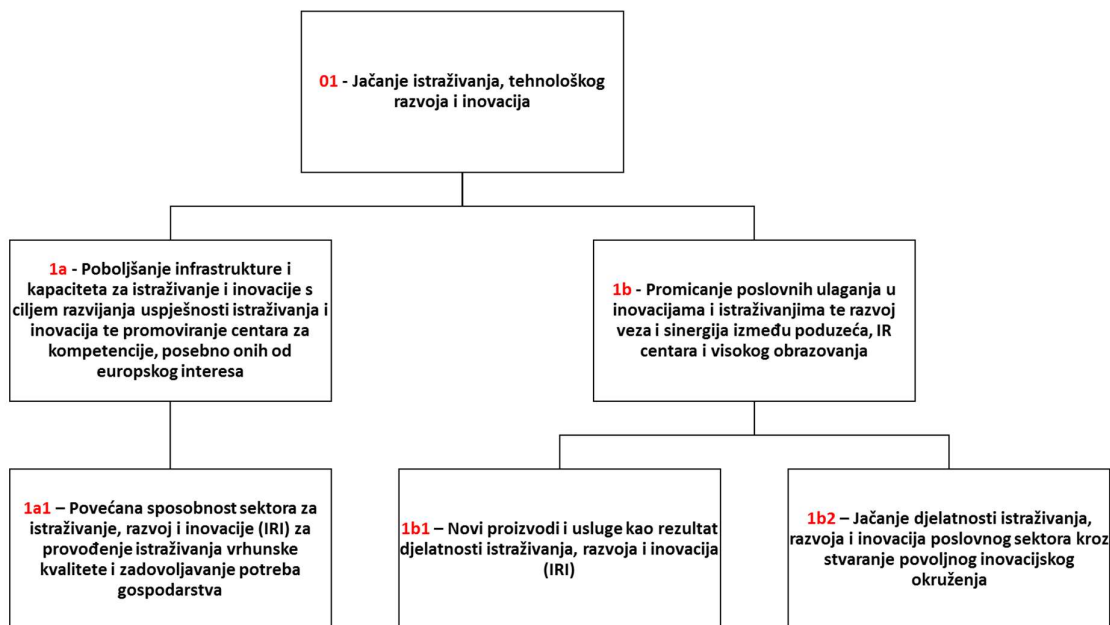 01 - Jačanje istraživanja, tehnološkog
razvoja i inovacija
1a - Poboljšanje infrastrukture i
kapaciteta za istraživanje i inovacije s
ciljem razvijanja uspješnosti istraživanja i
inovacija te promoviranje centara za
kompetencije, posebno onih od
europskog interesa
1b - Promicanje poslovnih ulaganja u
inovacijama i istraživanjima te razvoj
veza i sinergija između poduzeća, IR
centara i visokog obrazovanja
1a1 – Povećana sposobnost sektora za
istraživanje, razvoj i inovacije (IRI) za
provođenje istraživanja vrhunske
kvalitete i zadovoljavanje potreba
gospodarstva
1b1 – Novi proizvodi i usluge kao rezultat
djelatnosti istraživanja, razvoja i inovacija
(IRI)
1b2 – Jačanje djelatnosti istraživanja,
razvoja i inovacija poslovnog sektora kroz
stvaranje povoljnog inovacijskog
okruženja